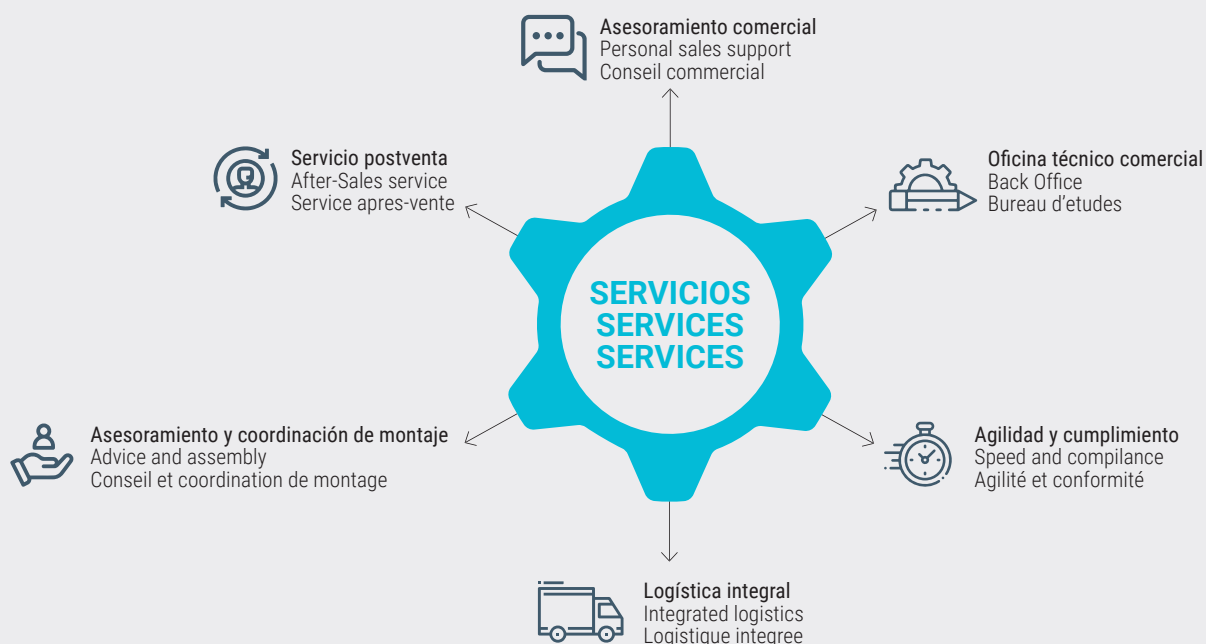 Asesoramiento comercial
Personal sales support
Conseil commercial
Servicio postventa
After-Sales service
Service apres-vente
Oficina técnico comercial
Back Office
Bureau d'etudes
SERVICIOS
SERVICES
SERVICES
Asesoramiento y coordinación de montaje
Advice and assembly
Conseil et coordination de montage
Agilidad y cumplimiento
Speed and compilance
Agilité et conformité
Logística integral
Integrated logistics
Logistique integree